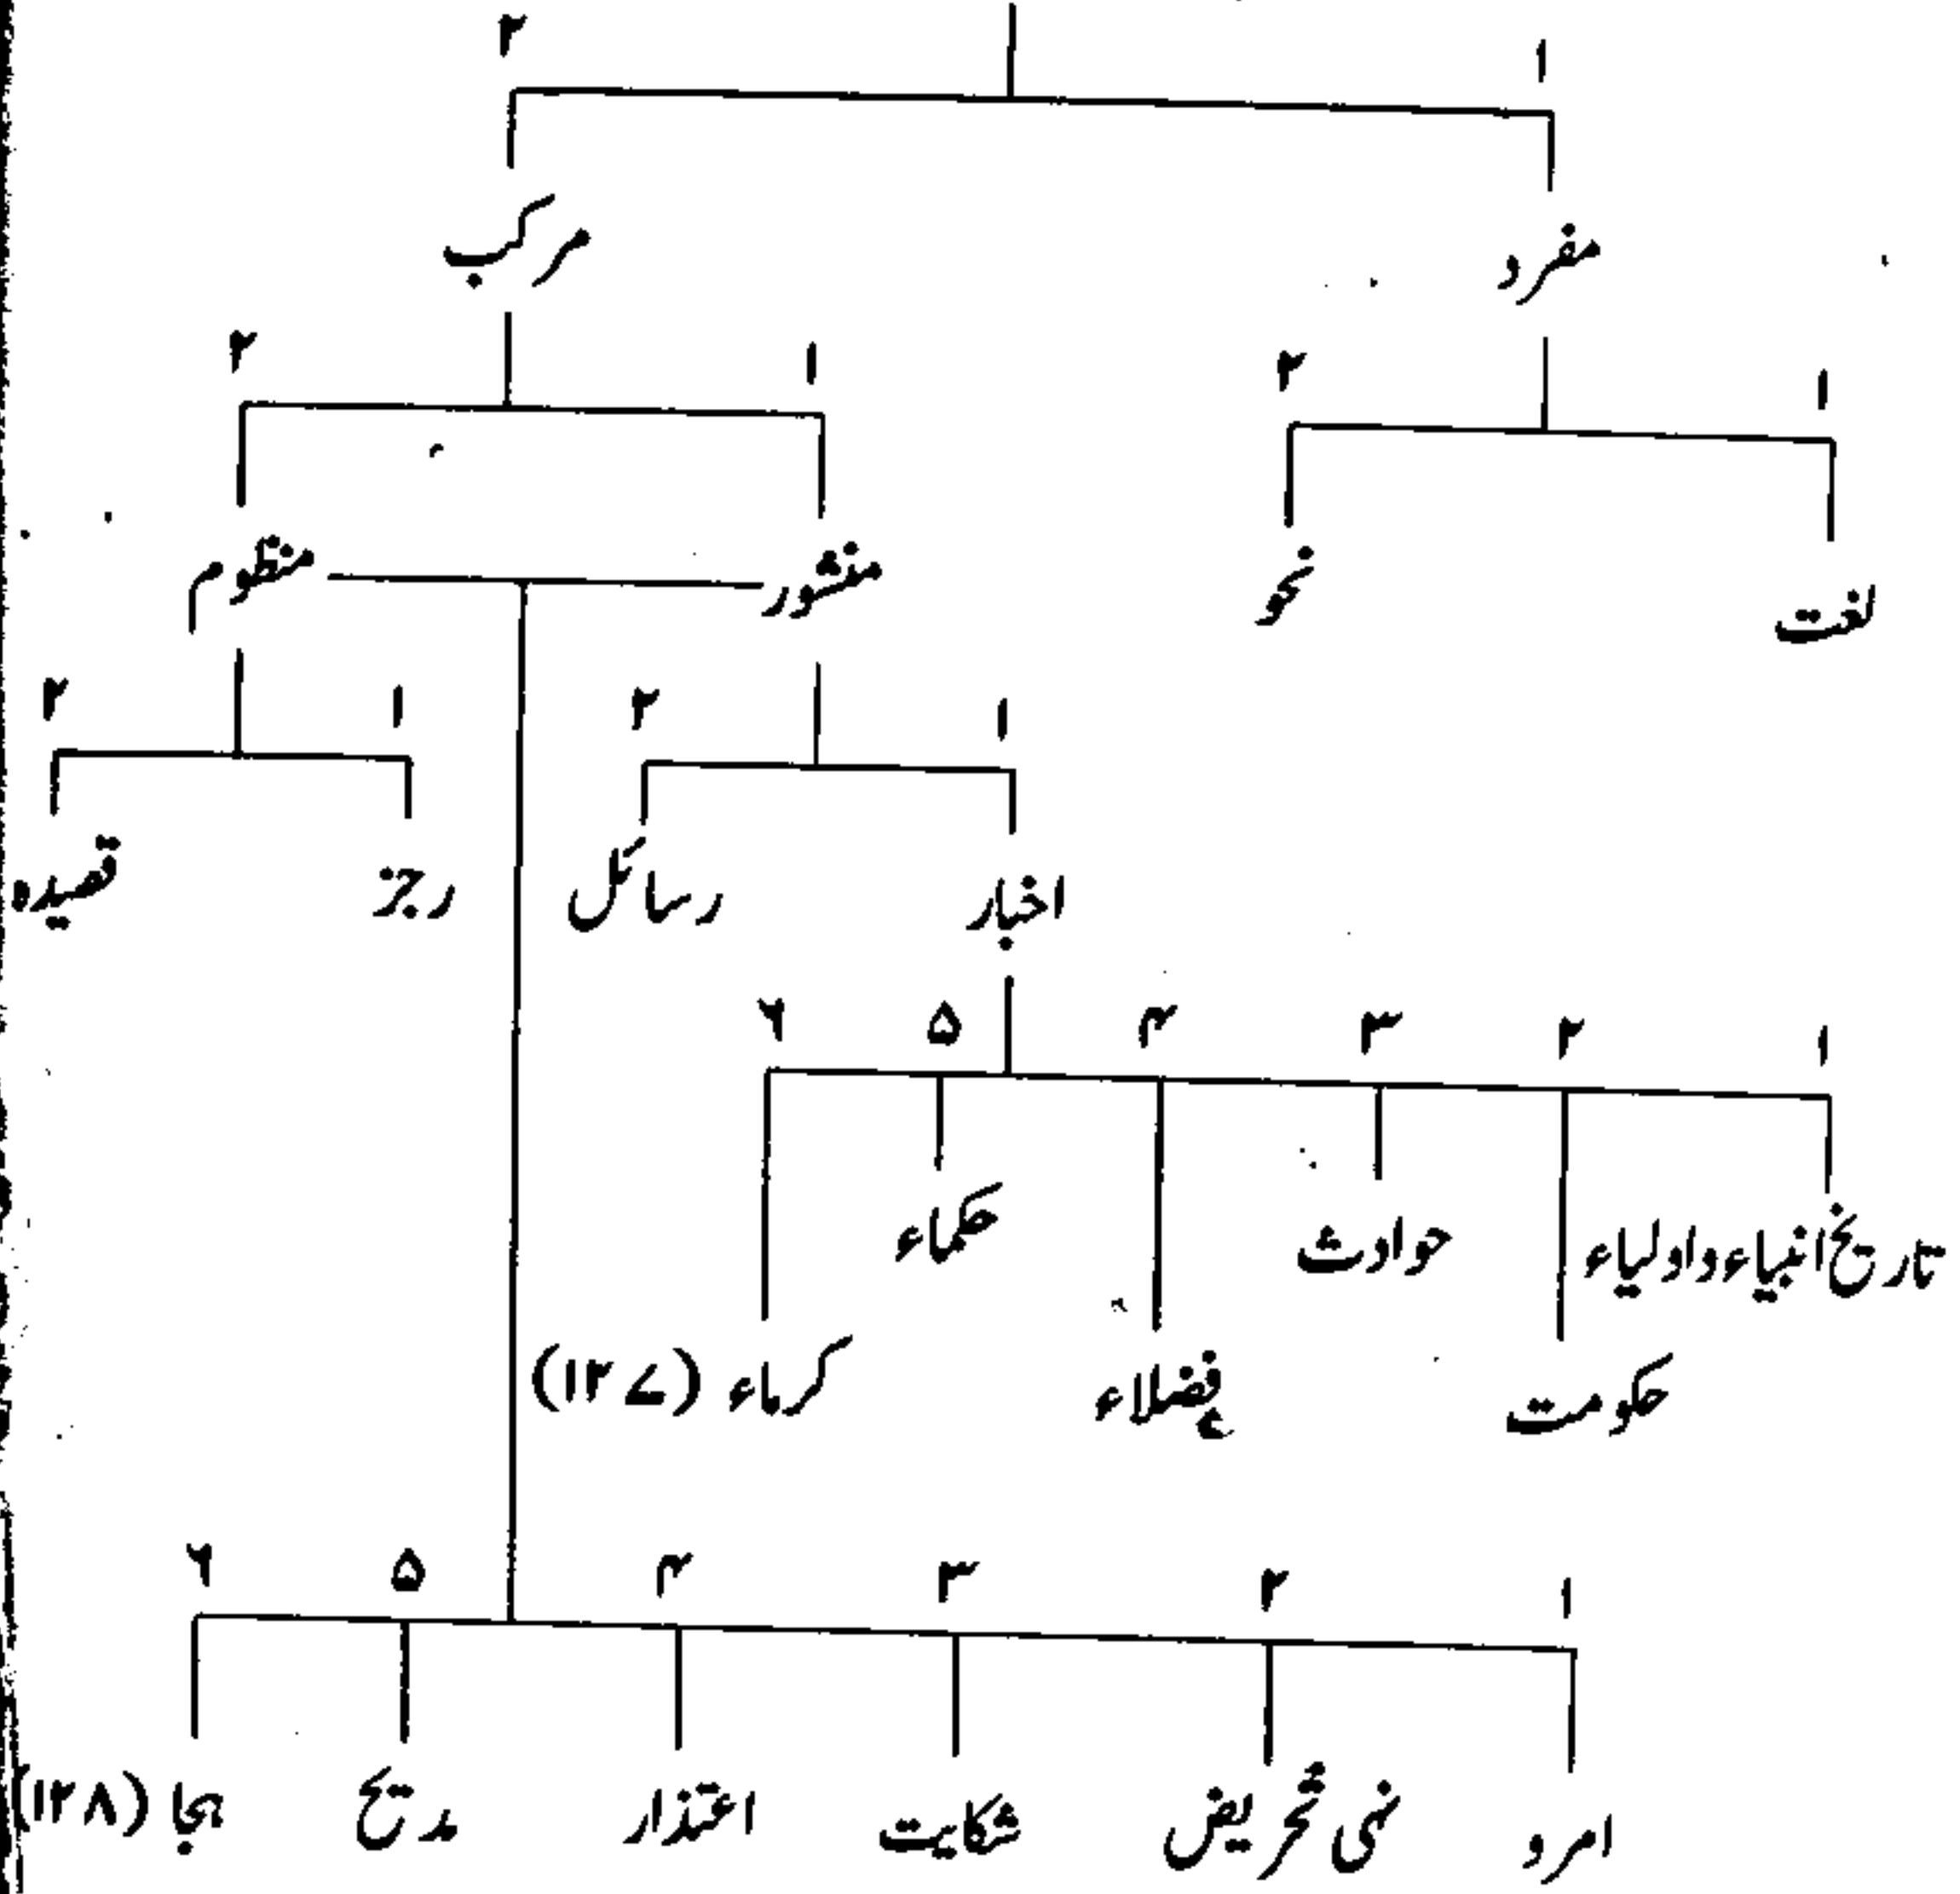 ۱ ۲
مفرد مرکب
۱ ۲ ۱ ۲
لغت نحو منثور منظوم
۱ ۲ ۱ ۲
اخبار رسائل رجز قصیدہ
۱ ۲ ۳ ۴ ۵ ۶
تاریخ انبیاء و اولیاء حوادث حکماء
حکومت فضلاء کرماء (۱۲۷)
۱ ۲ ۳ ۴ ۵ ۶
امر و نہی تحریض شکایت اعتذار مدیح ہجا (۱۲۸)